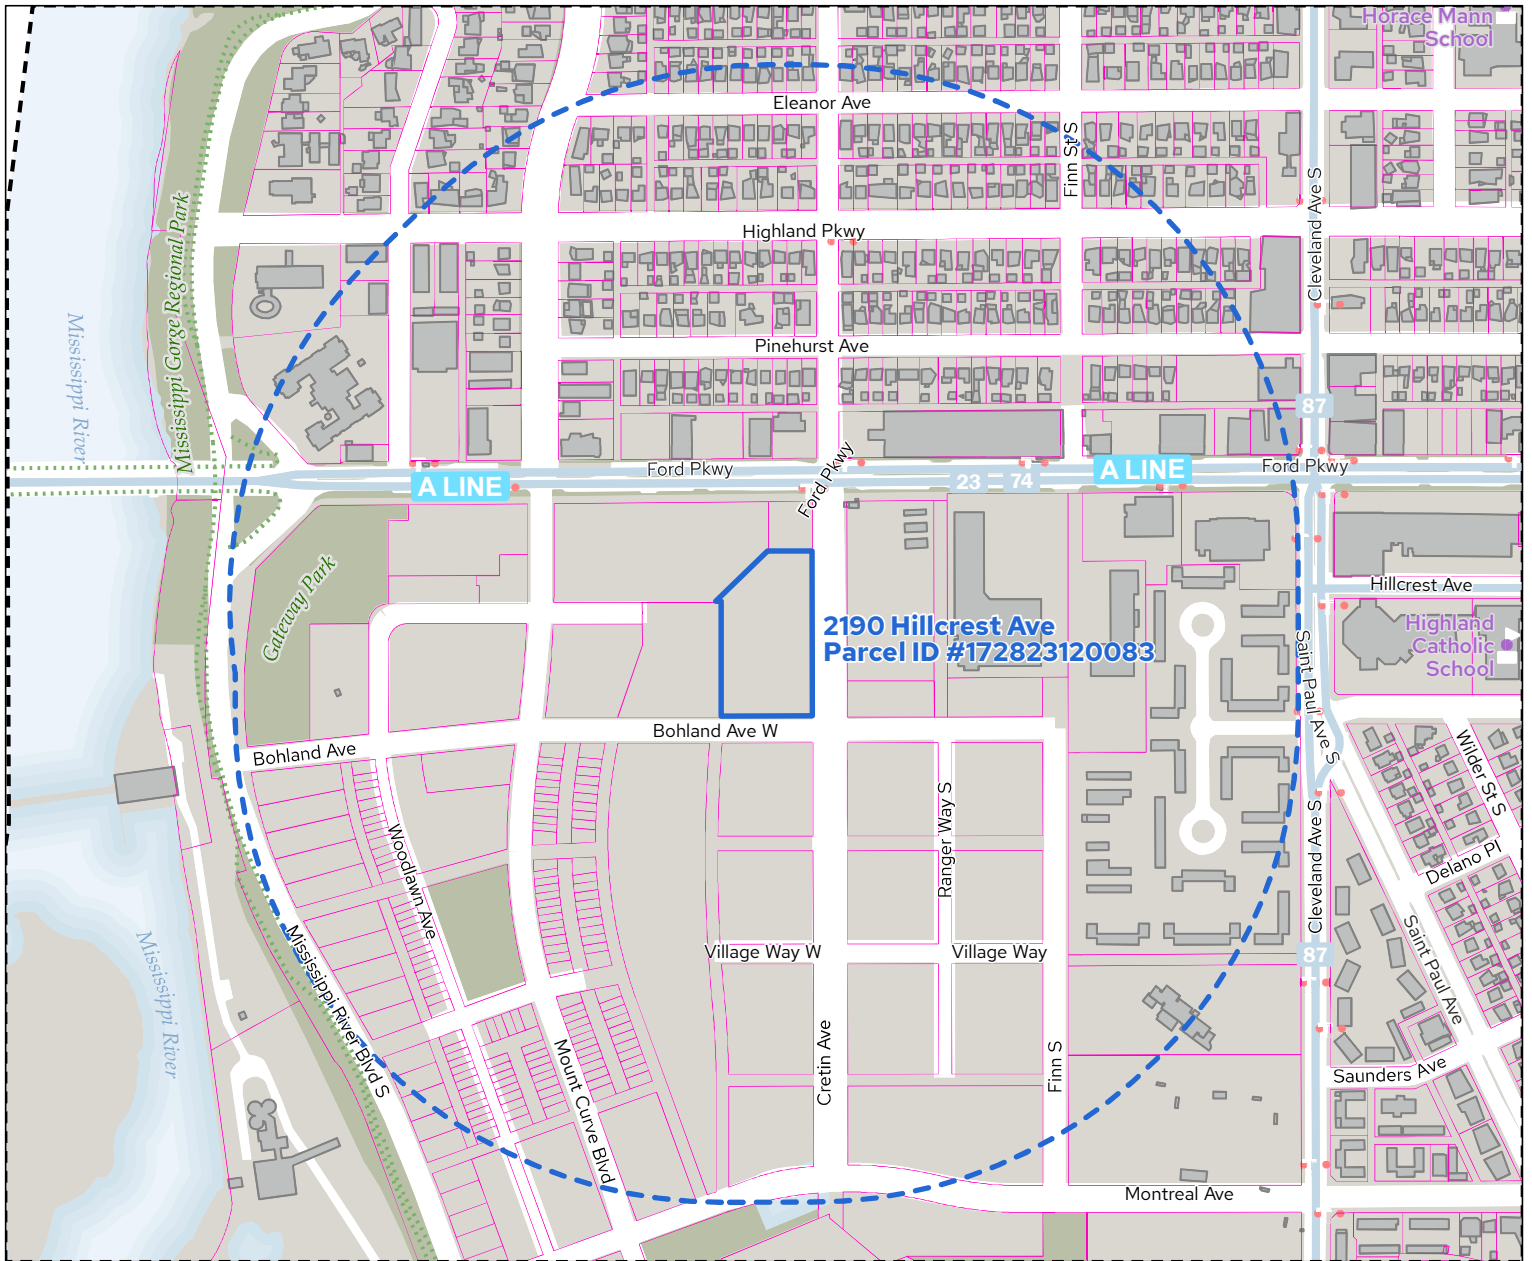 Horace Mann
School
Eleanor Ave
Finn St S
Cleveland Ave S
Mississippi Gorge Regional Park
Highland Pkwy
Mississippi River
Pinehurst Ave
87
Ford Pkwy
Ford Pkwy
Ford Pkwy
A LINE
A LINE
23
74
Gateway Park
Hillcrest Ave
2190 Hillcrest Ave
Parcel ID #172823120083
Highland
Catholic
School
Saint Paul Ave S
Bohland Ave
Bohland Ave W
Wilder St S
Woodlawn Ave
Ranger Way S
Cleveland Ave S
Delano Pl
Mississippi River
Mississippi River Blvd S
Village Way W
Village Way
87
Saint Paul Ave
Mount Curve Blvd
Cretin Ave
Finn S
Saunders Ave
Montreal Ave